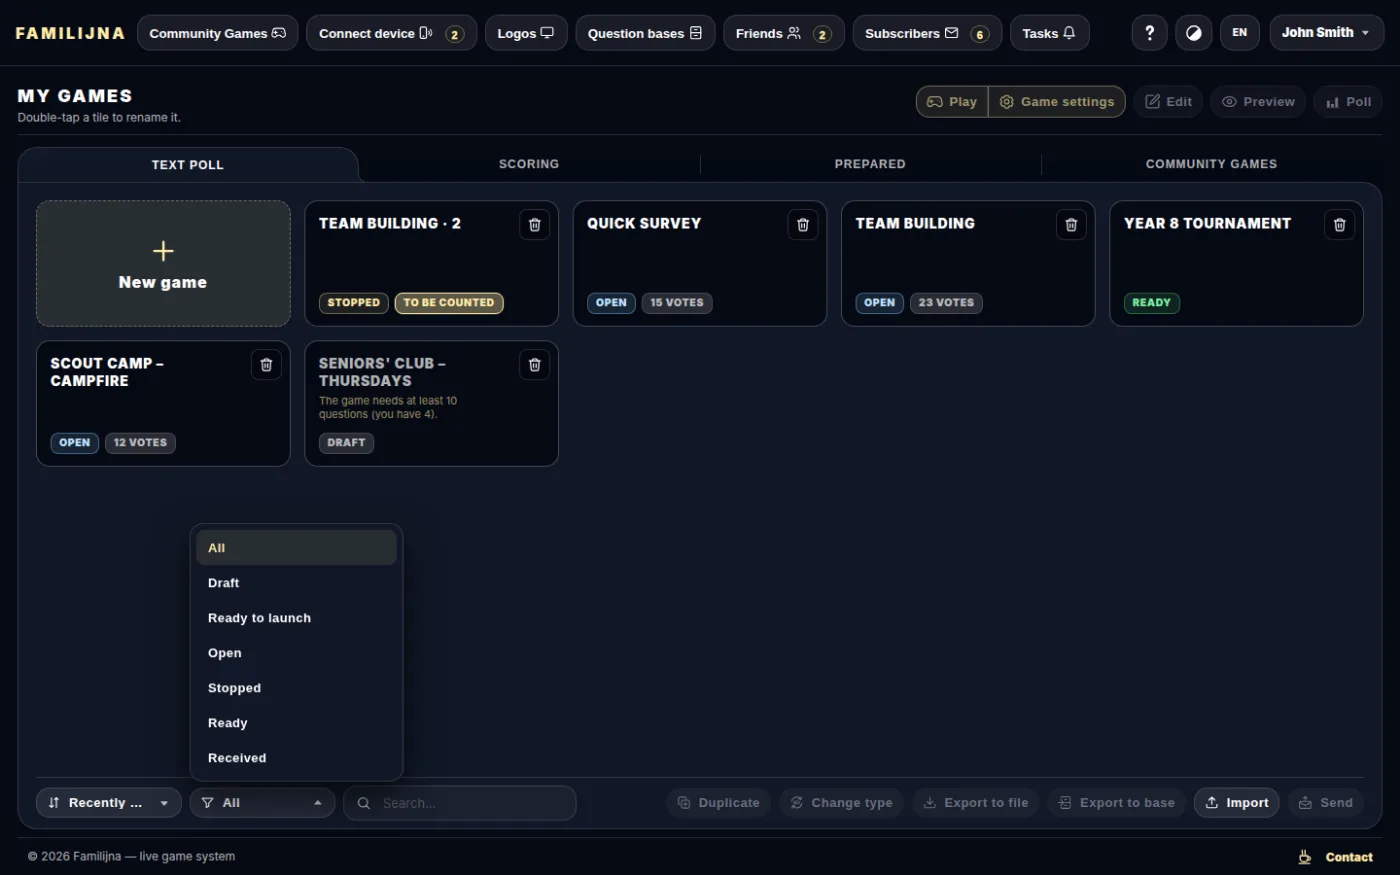 FAMILIJNA
Community Games
Connect device 2
Logos
Question bases
Friends 2
Subscribers 6
Tasks
?
EN
John Smith
MY GAMES
Double-tap a tile to rename it.
Play
Game settings
Edit
Preview
Poll
TEXT POLL
SCORING
PREPARED
COMMUNITY GAMES
New game
TEAM BUILDING · 2
STOPPED
TO BE COUNTED
QUICK SURVEY
OPEN
15 VOTES
TEAM BUILDING
OPEN
23 VOTES
YEAR 8 TOURNAMENT
READY
SCOUT CAMP –
CAMPFIRE
OPEN
12 VOTES
SENIORS' CLUB –
THURSDAYS
The game needs at least 10
questions (you have 4).
DRAFT
All
Draft
Ready to launch
Open
Stopped
Ready
Received
Recently ...
All
Search...
Duplicate
Change type
Export to file
Export to base
Import
Send
© 2026 Familijna — live game system
Contact